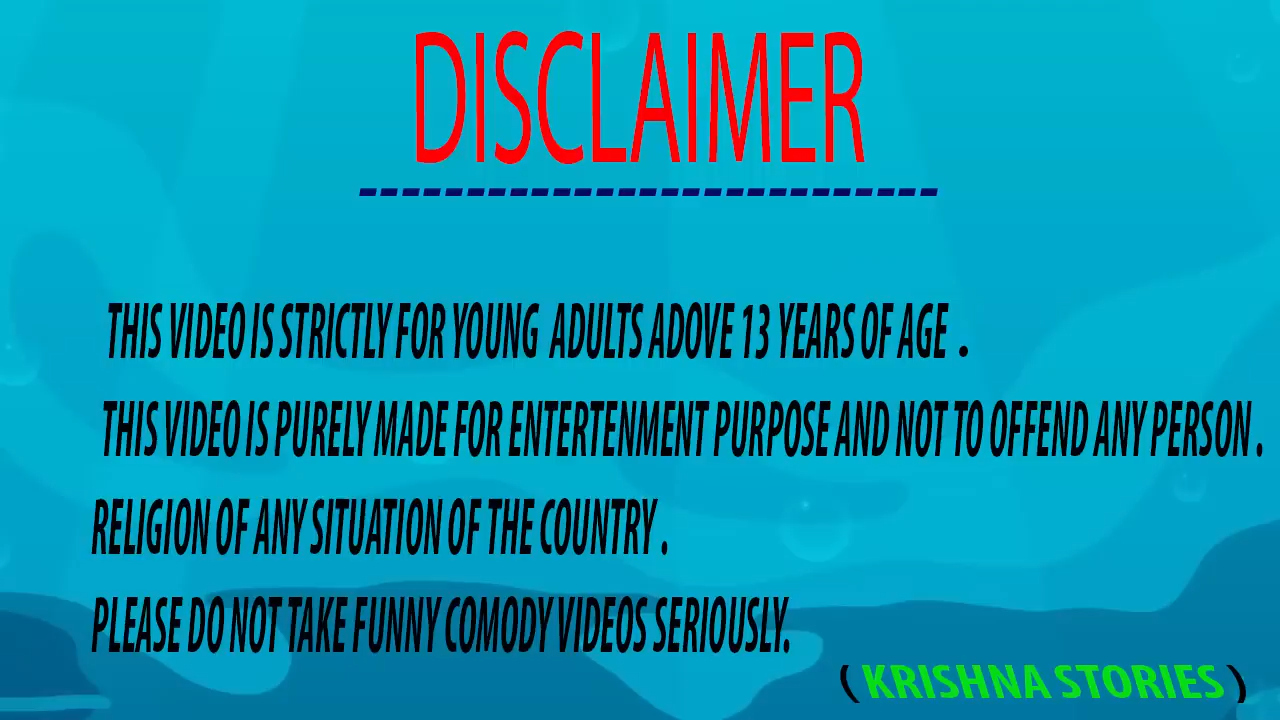 DISCLAIMER
---------------------------
THIS VIDEO IS STRICTLY FOR YOUNG ADULTS ADOVE 13 YEARS OF AGE .
THIS VIDEO IS PURELY MADE FOR ENTERTENMENT PURPOSE AND NOT TO OFFEND ANY PERSON .
RELIGION OF ANY SITUATION OF THE COUNTRY .
PLEASE DO NOT TAKE FUNNY COMODY VIDEOS SERIOUSLY.
( KRISHNA STORIES )